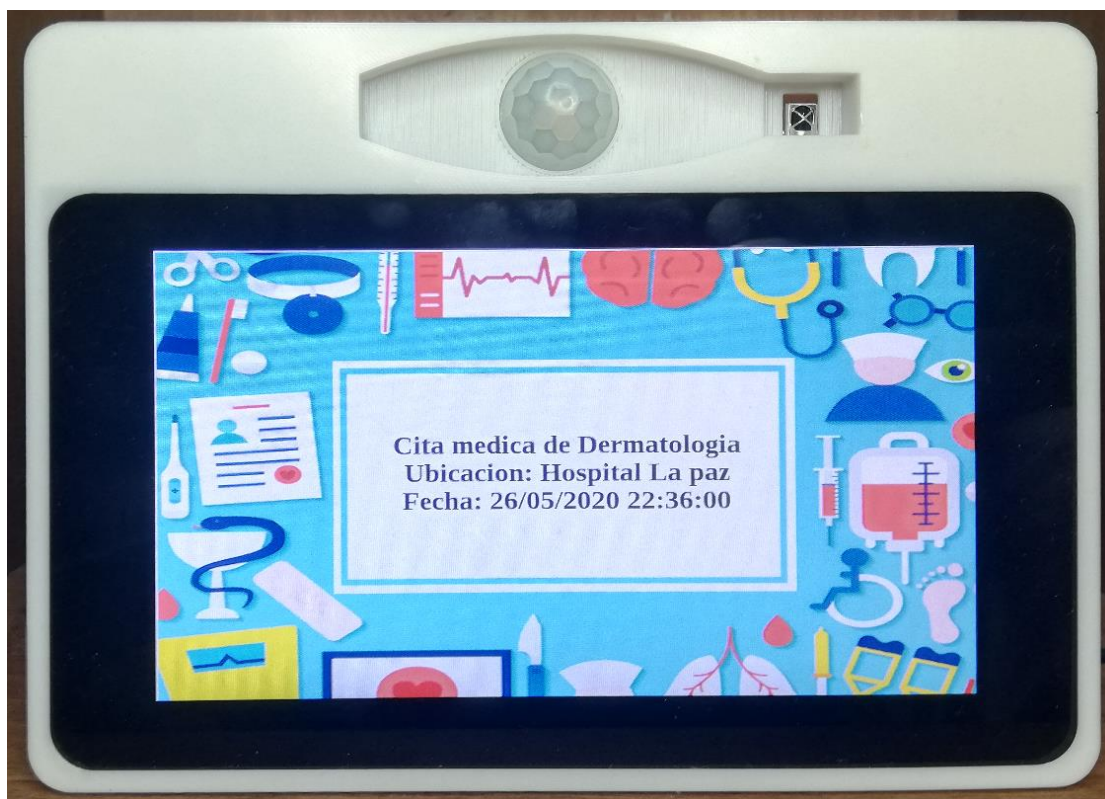 Cita medica de Dermatologia
Ubicacion: Hospital La paz
Fecha: 26/05/2020 22:36:00